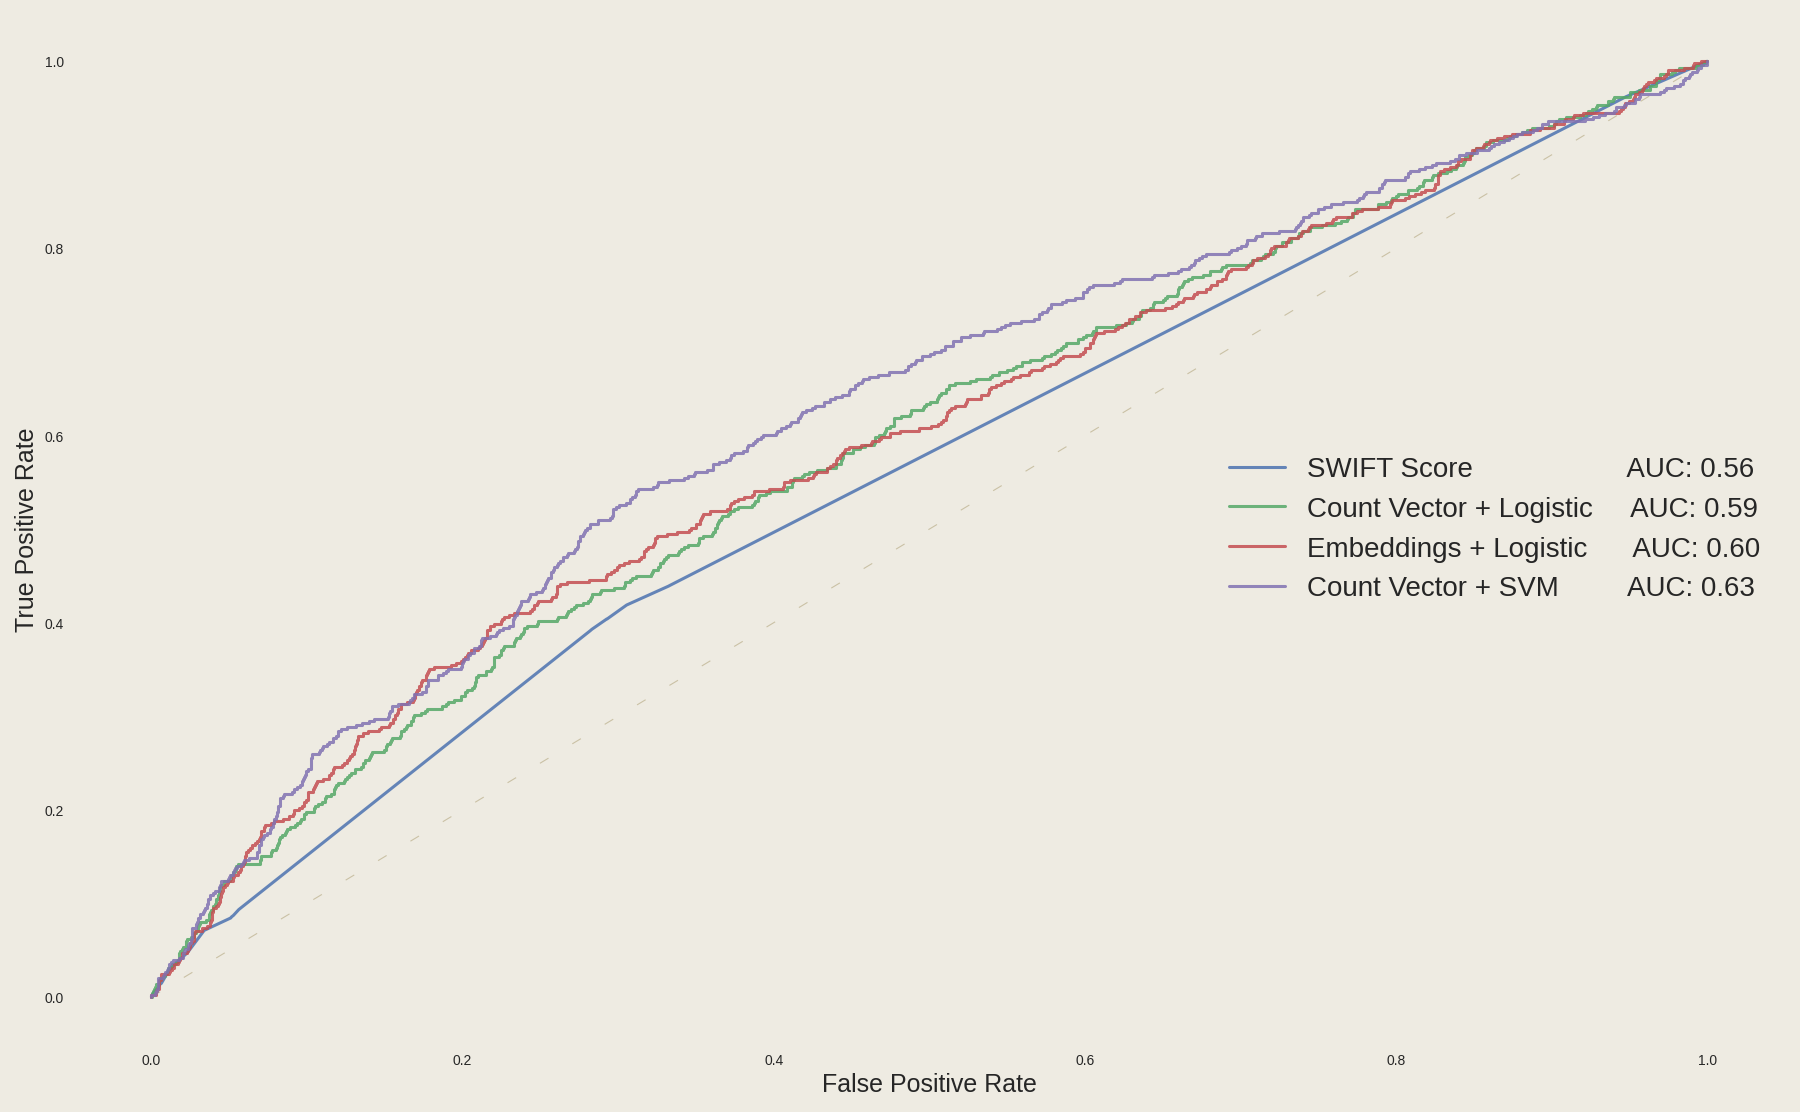 1.0
0.8
0.6
0.4
0.2
0.0
True Positive Rate
SWIFT Score AUC: 0.56
Count Vector + Logistic AUC: 0.59
Embeddings + Logistic AUC: 0.60
Count Vector + SVM AUC: 0.63
0.0 0.2 0.4 0.6 0.8 1.0
False Positive Rate